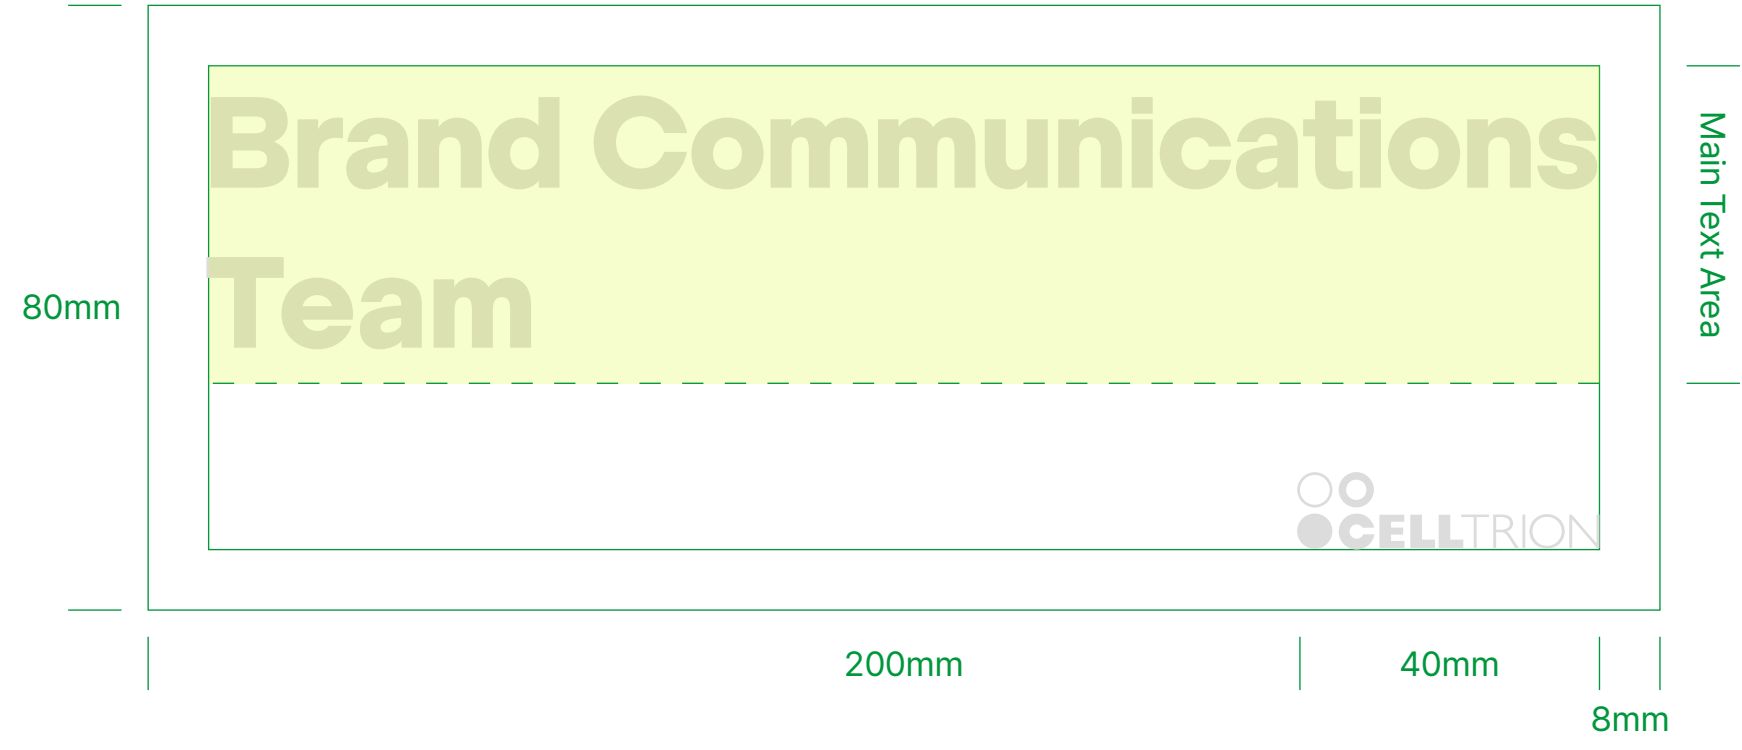 Brand Communications
Team
Main Text Area
80mm
CELLTRION
200mm
40mm
8mm